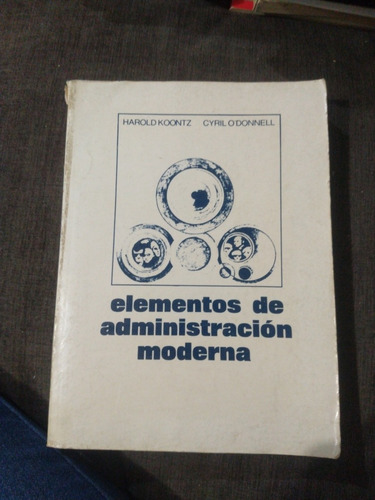 HAROLD KOONTZ CYRIL O'DONNELL
elementos de
administración
moderna